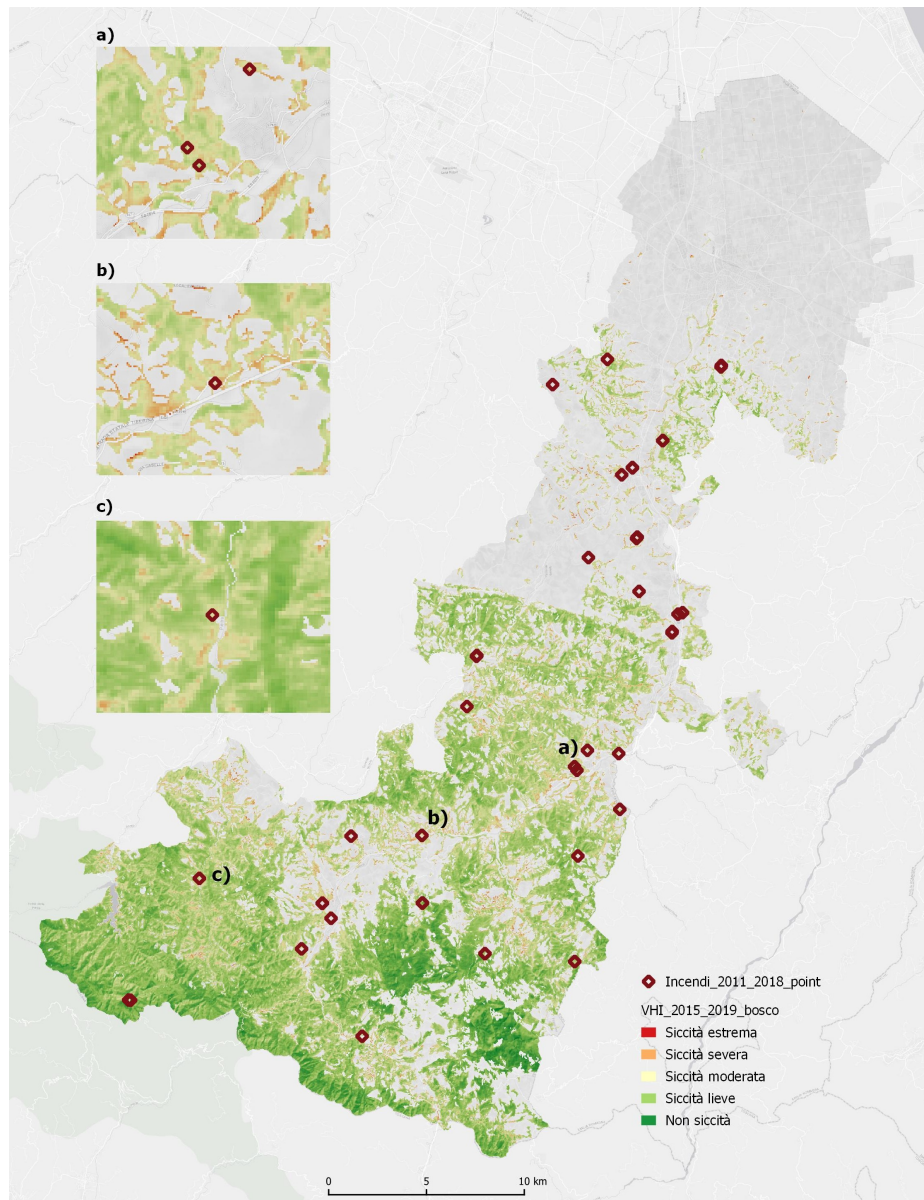 a)
b)
c)
a)
b)
c)
Incendi_2011_2018_point
VHI_2015_2019_bosco
Siccità estrema
Siccità severa
Siccità moderata
Siccità lieve
Non siccità
0 5 10 km